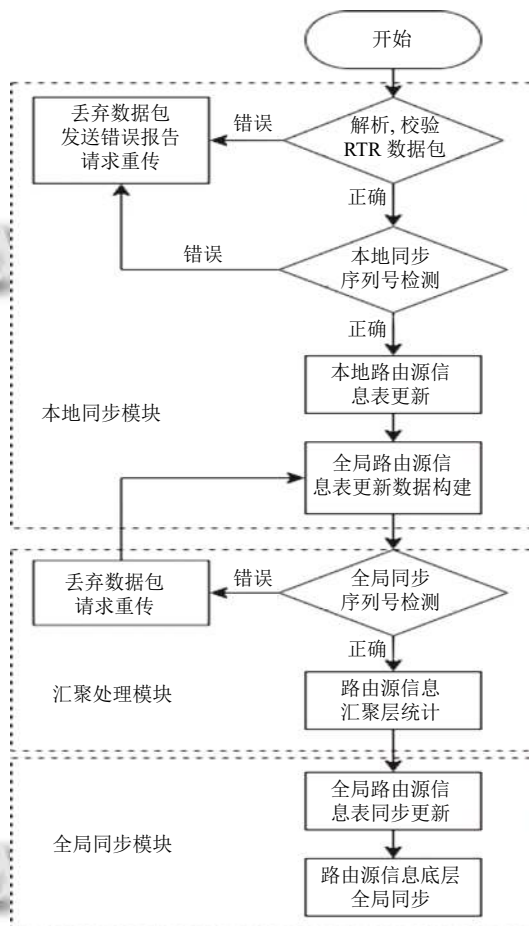 开始
丢弃数据包
发送错误报告
请求重传
错误
解析, 校验
RTR 数据包
正确
错误
本地同步
序列号检测
正确
本地路由源信
息表更新
本地同步模块
全局路由源信
息表更新数据构建
丢弃数据包
请求重传
错误
全局同步
序列号检测
正确
汇聚处理模块
路由源信息
汇聚层统计
全局路由源信
息表同步更新
全局同步模块
路由源信息底层
全局同步